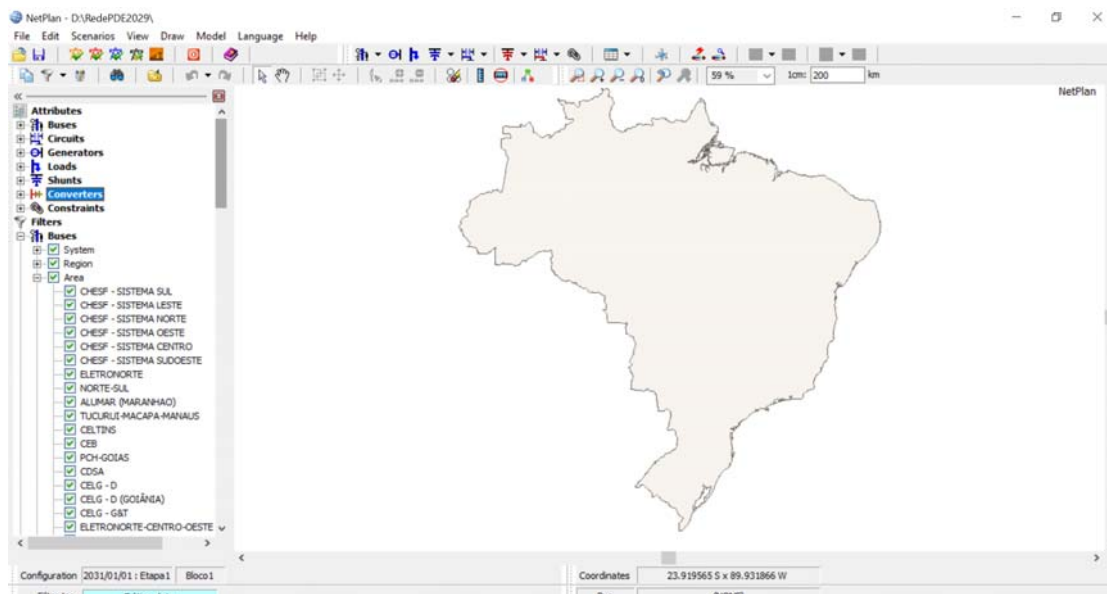 NetPlan - D:\RedePDE2029\
File Edit Scenarios View Draw Model Language Help
59 % 1cm: 200 km
NetPlan
Attributes
Buses
Circuits
Generators
Loads
Shunts
Converters
Constraints
Filters
Buses
System
Region
Area
CHESF - SISTEMA SUL
CHESF - SISTEMA LESTE
CHESF - SISTEMA NORTE
CHESF - SISTEMA OESTE
CHESF - SISTEMA CENTRO
CHESF - SISTEMA SUDOESTE
ELETRONORTE
NORTE-SUL
ALUMAR (MARANHAO)
TUCURUI-MACAPA-MANAUS
CELTINS
CEB
PCH-GOIAS
CDSA
CELG - D
CELG - D (GOIÂNIA)
CELG - G&T
ELETRONORTE-CENTRO-OESTE
Configuration 2031/01/01 : Etapa1 Bloco1 Coordinates 23.919565 S x 89.931866 W